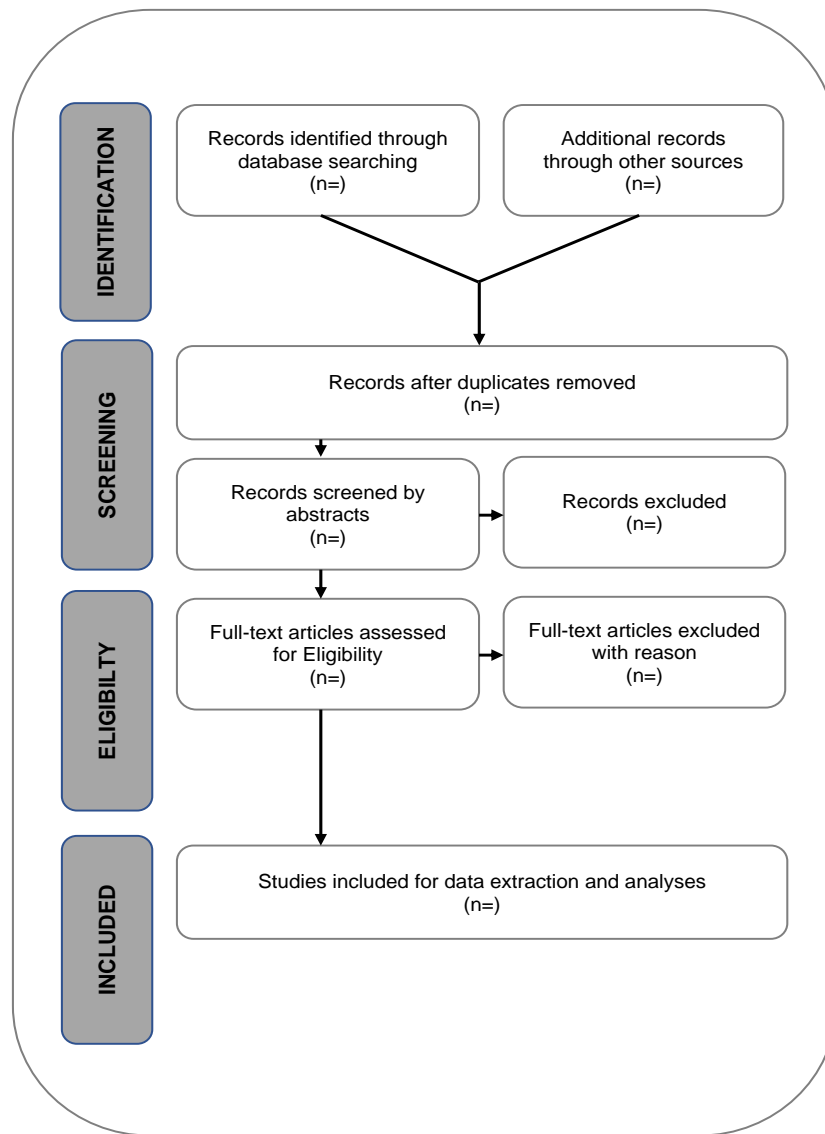 IDENTIFICATION
Records identified through
database searching
(n=)
Additional records
through other sources
(n=)
SCREENING
Records after duplicates removed
(n=)
Records screened by
abstracts
(n=)
Records excluded
(n=)
ELIGIBILTY
Full-text articles assessed
for Eligibility
(n=)
Full-text articles excluded
with reason
(n=)
INCLUDED
Studies included for data extraction and analyses
(n=)